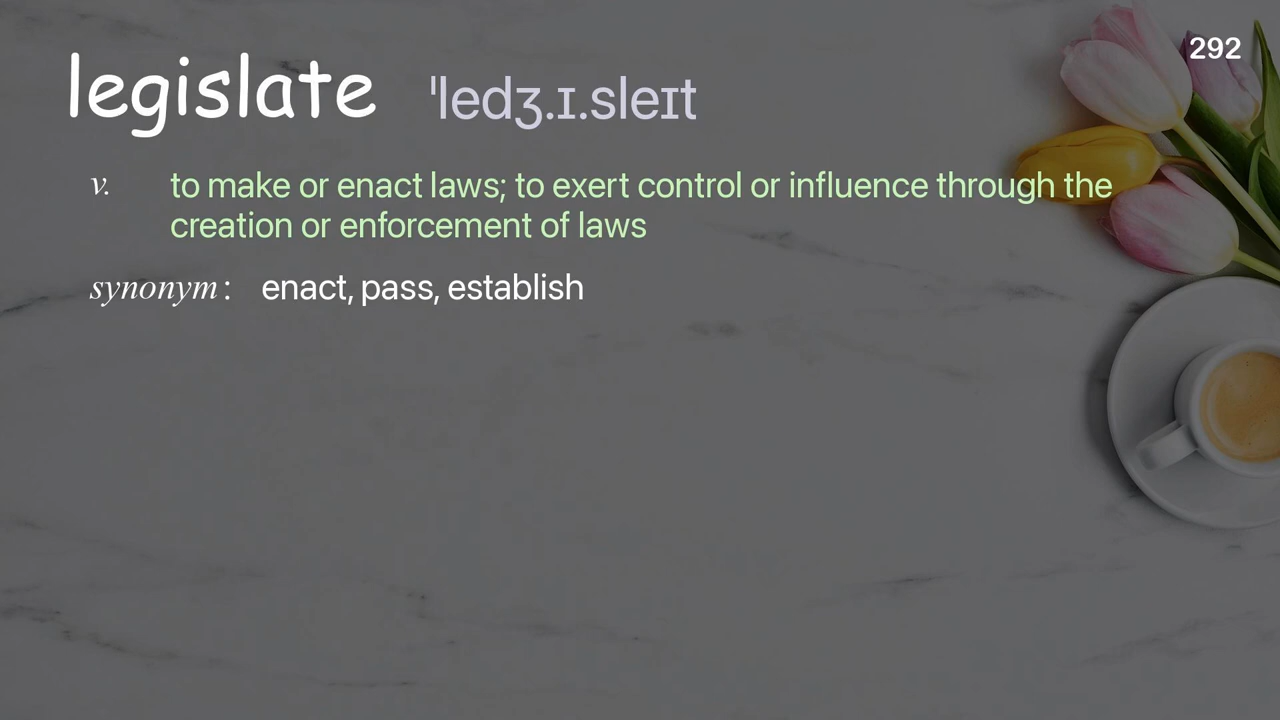 292
legislate ˈledʒ.ɪ.sleɪt
v. to make or enact laws; to exert control or influence through the
creation or enforcement of laws
synonym : enact, pass, establish